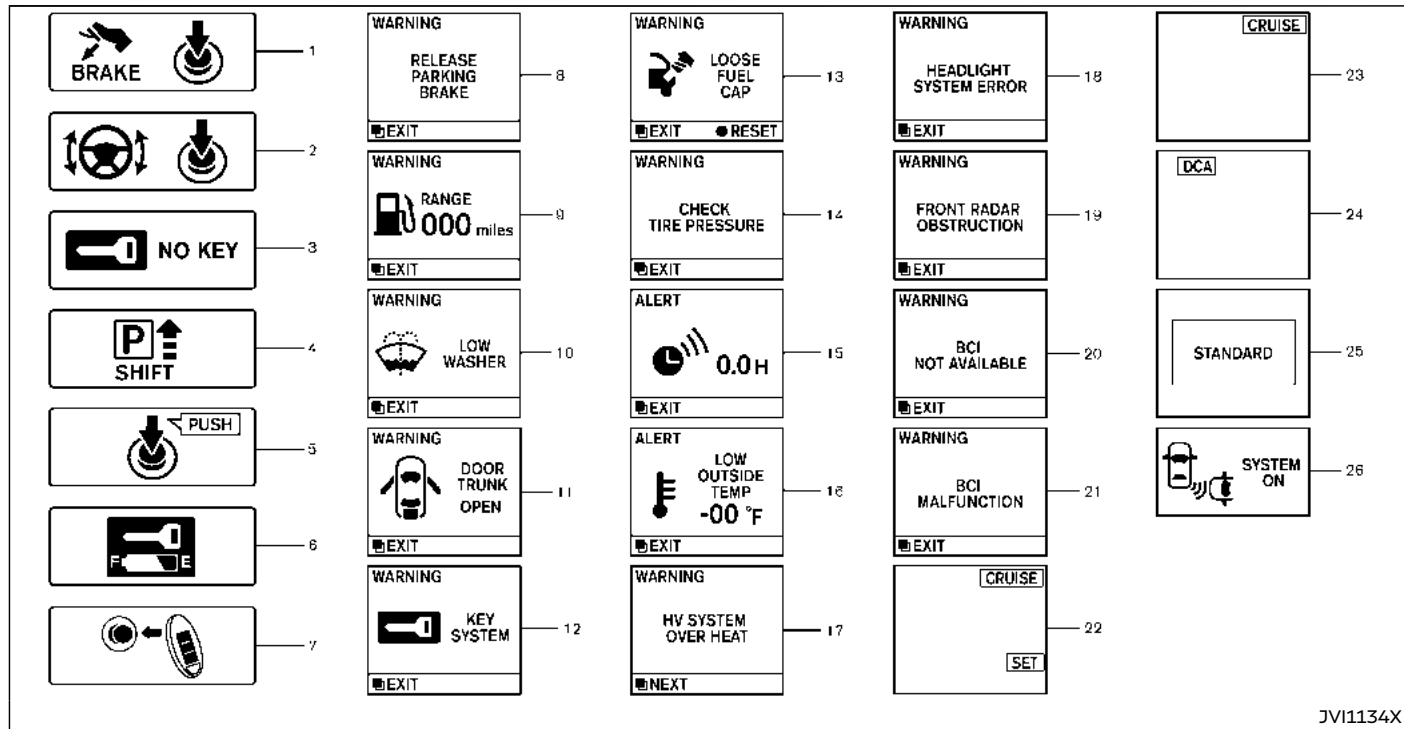 BRAKE
1
2
NO KEY
3
P
SHIFT
4
PUSH
5
F E
6
7
WARNING
RELEASE
PARKING
BRAKE
EXIT
8
WARNING
RANGE
000 miles
EXIT
9
WARNING
LOW
WASHER
EXIT
10
WARNING
DOOR
TRUNK
OPEN
EXIT
11
WARNING
KEY
SYSTEM
EXIT
12
WARNING
LOOSE
FUEL
CAP
EXIT RESET
13
WARNING
CHECK
TIRE PRESSURE
EXIT
14
ALERT
0.0 H
EXIT
15
ALERT
LOW
OUTSIDE
TEMP
-00 °F
EXIT
16
WARNING
HV SYSTEM
OVER HEAT
NEXT
17
WARNING
HEADLIGHT
SYSTEM ERROR
EXIT
18
WARNING
FRONT RADAR
OBSTRUCTION
EXIT
19
WARNING
BCI
NOT AVAILABLE
EXIT
20
WARNING
BCI
MALFUNCTION
EXIT
21
CRUISE
SET
22
CRUISE
23
DCA
24
STANDARD
25
SYSTEM
ON
26
JVI1134X